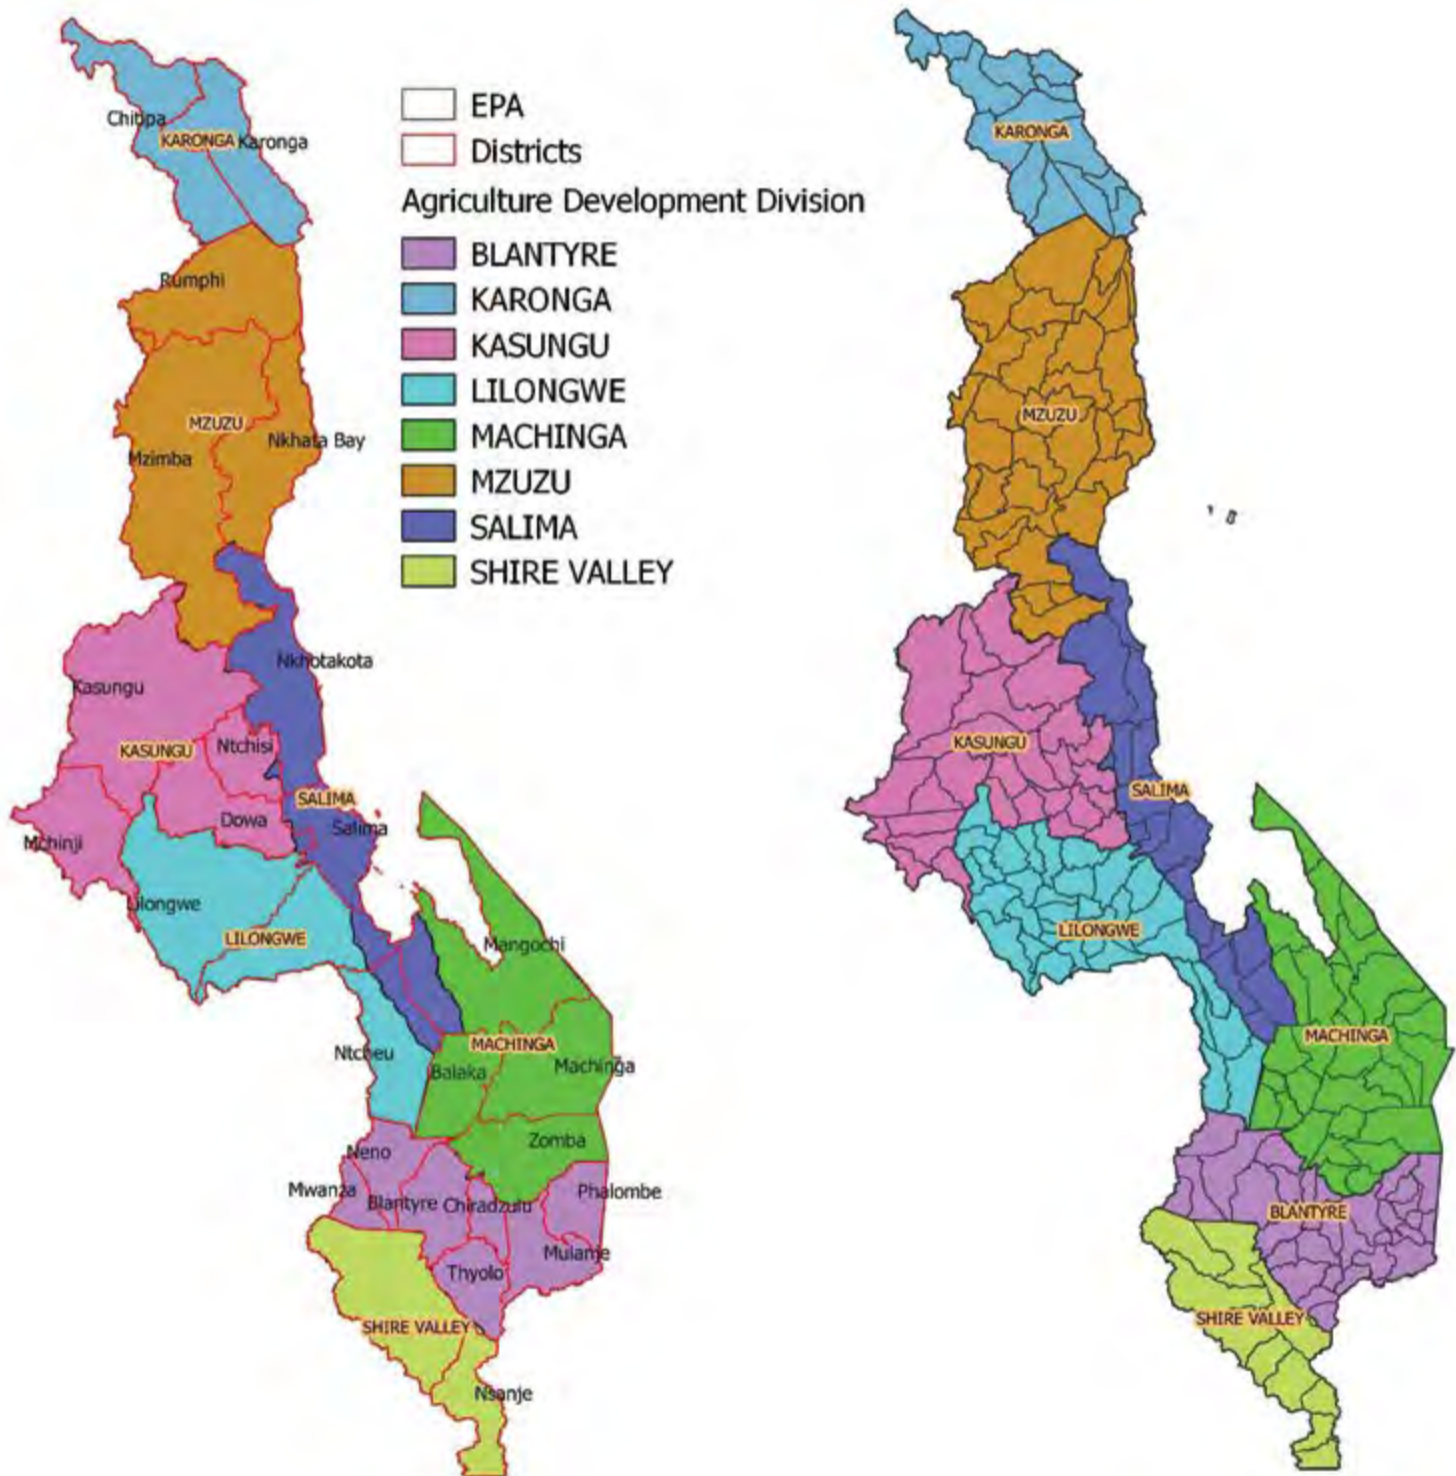 Chitipa
KARONGA
Karonga
Rumphi
MZUZU
Nkhata Bay
Mzimba
Nkhotakota
Kasungu
KASUNGU
Ntchisi
SALIMA
Salima
Dowa
Mchinji
Lilongwe
LILONGWE
Mangochi
MACHINGA
Ntcheu
Balaka
Machinga
Zomba
Neno
Mwanza
Blantyre
Chiradzulu
Phalombe
Mulanje
Thyolo
SHIRE VALLEY
Nsanje
EPA
Districts
Agriculture Development Division
BLANTYRE
KARONGA
KASUNGU
LILONGWE
MACHINGA
MZUZU
SALIMA
SHIRE VALLEY
KARONGA
MZUZU
KASUNGU
SALIMA
LILONGWE
MACHINGA
BLANTYRE
SHIRE VALLEY